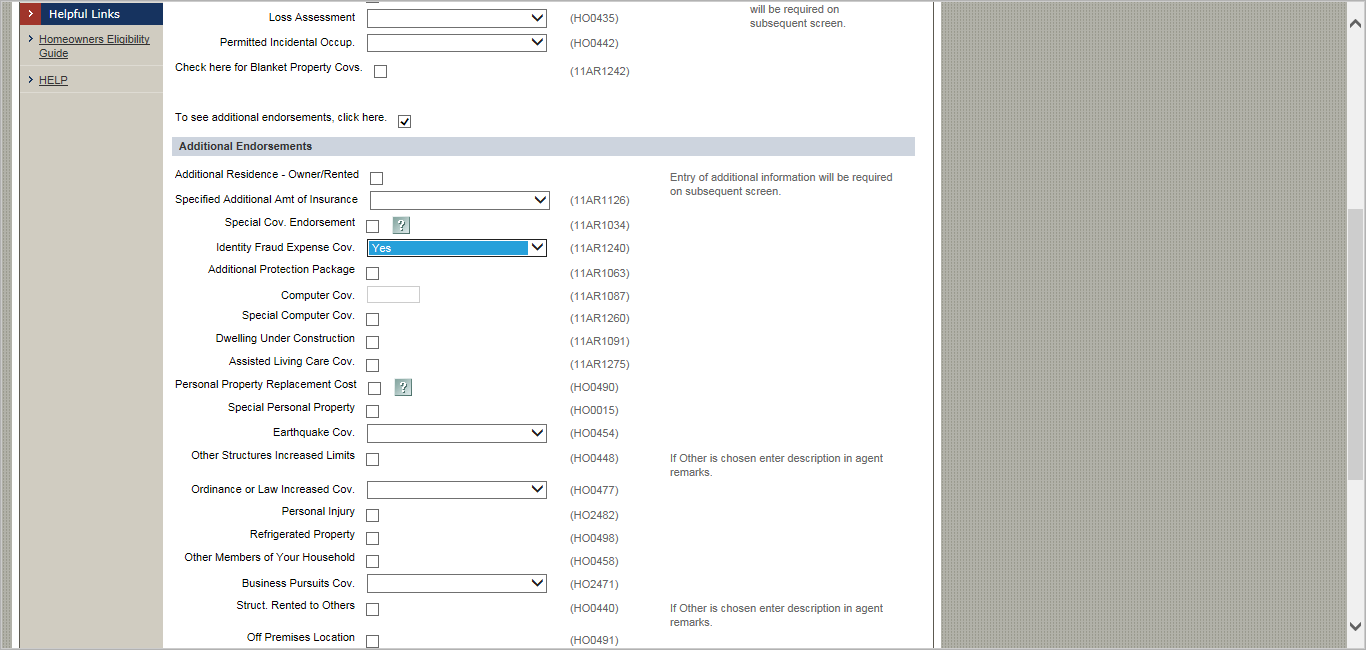 Helpful Links
Homeowners Eligibility
Guide
HELP
will be required on
subsequent screen.
Loss Assessment (HO0435)
Permitted Incidental Occup. (HO0442)
Check here for Blanket Property Covs. (11AR1242)
To see additional endorsements, click here.
Additional Endorsements
Additional Residence - Owner/Rented
Entry of additional information will be required
on subsequent screen.
Specified Additional Amt of Insurance (11AR1126)
Special Cov. Endorsement ? (11AR1034)
Identity Fraud Expense Cov. Yes (11AR1240)
Additional Protection Package (11AR1063)
Computer Cov. (11AR1087)
Special Computer Cov. (11AR1260)
Dwelling Under Construction (11AR1091)
Assisted Living Care Cov. (11AR1275)
Personal Property Replacement Cost ? (HO0490)
Special Personal Property (HO0015)
Earthquake Cov. (HO0454)
Other Structures Increased Limits (HO0448) If Other is chosen enter description in agent
remarks.
Ordinance or Law Increased Cov. (HO0477)
Personal Injury (HO2482)
Refrigerated Property (HO0498)
Other Members of Your Household (HO0458)
Business Pursuits Cov. (HO2471)
Struct. Rented to Others (HO0440) If Other is chosen enter description in agent
remarks.
Off Premises Location (HO0491)